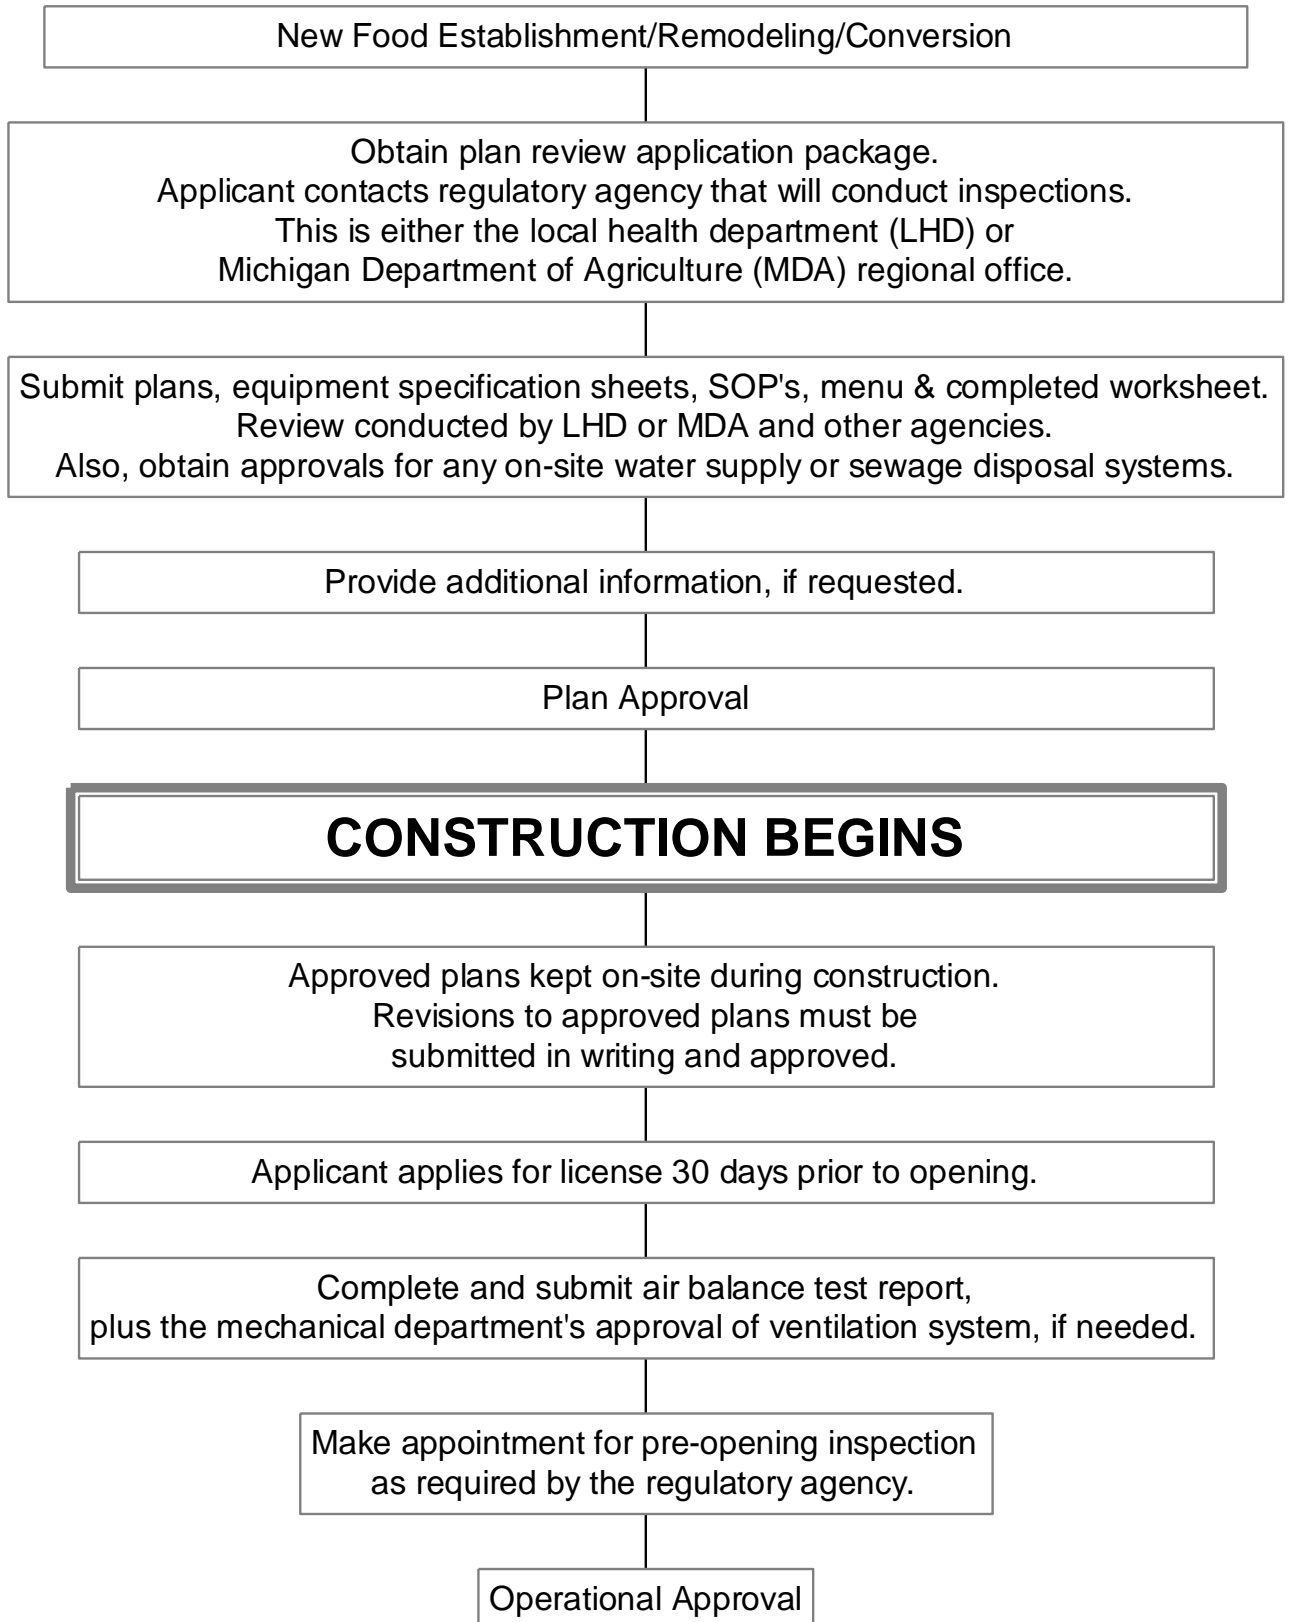 New Food Establishment/Remodeling/Conversion
Obtain plan review application package.
Applicant contacts regulatory agency that will conduct inspections.
This is either the local health department (LHD) or
Michigan Department of Agriculture (MDA) regional office.
Submit plans, equipment specification sheets, SOP's, menu & completed worksheet.
Review conducted by LHD or MDA and other agencies.
Also, obtain approvals for any on-site water supply or sewage disposal systems.
Provide additional information, if requested.
Plan Approval
CONSTRUCTION BEGINS
Approved plans kept on-site during construction.
Revisions to approved plans must be
submitted in writing and approved.
Applicant applies for license 30 days prior to opening.
Complete and submit air balance test report,
plus the mechanical department's approval of ventilation system, if needed.
Make appointment for pre-opening inspection
as required by the regulatory agency.
Operational Approval